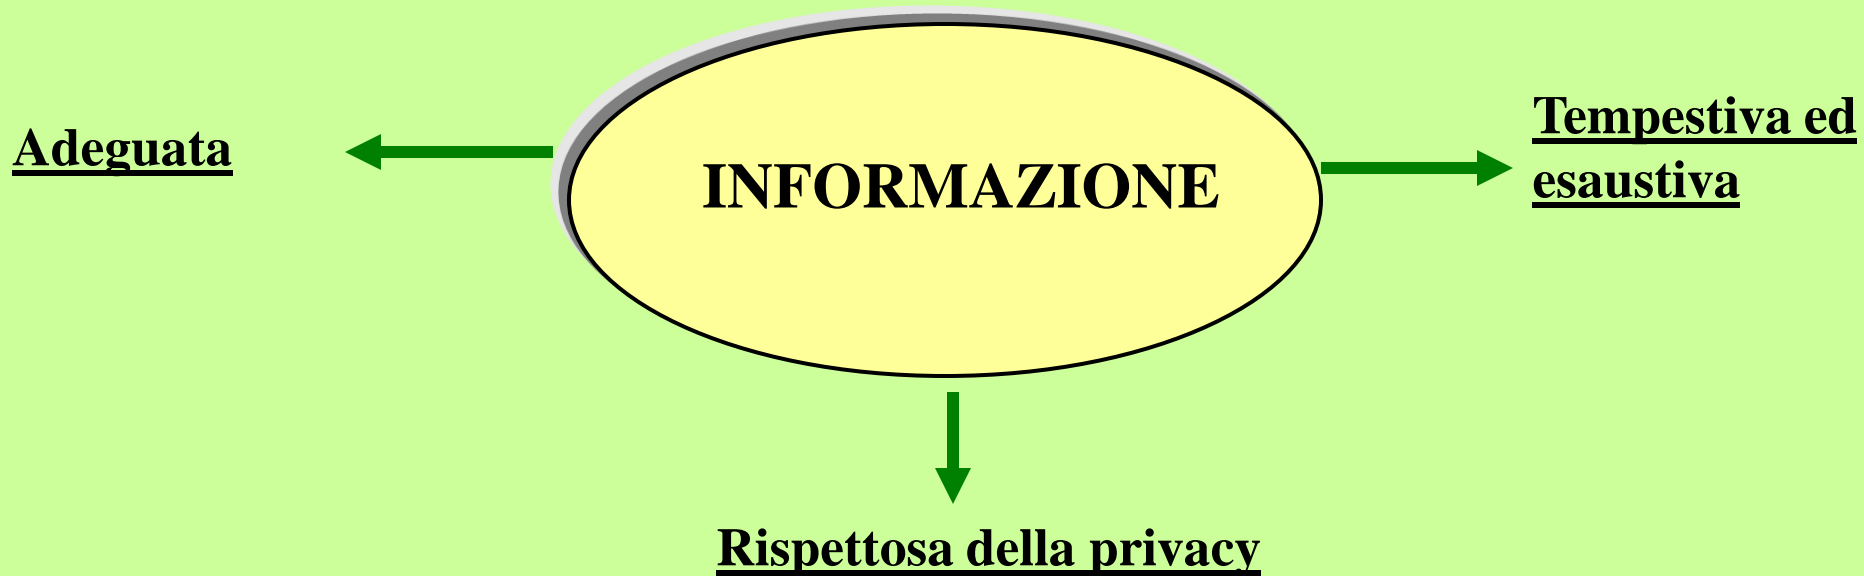 Adeguata
INFORMAZIONE
Tempestiva ed
esaustiva
Rispettosa della privacy